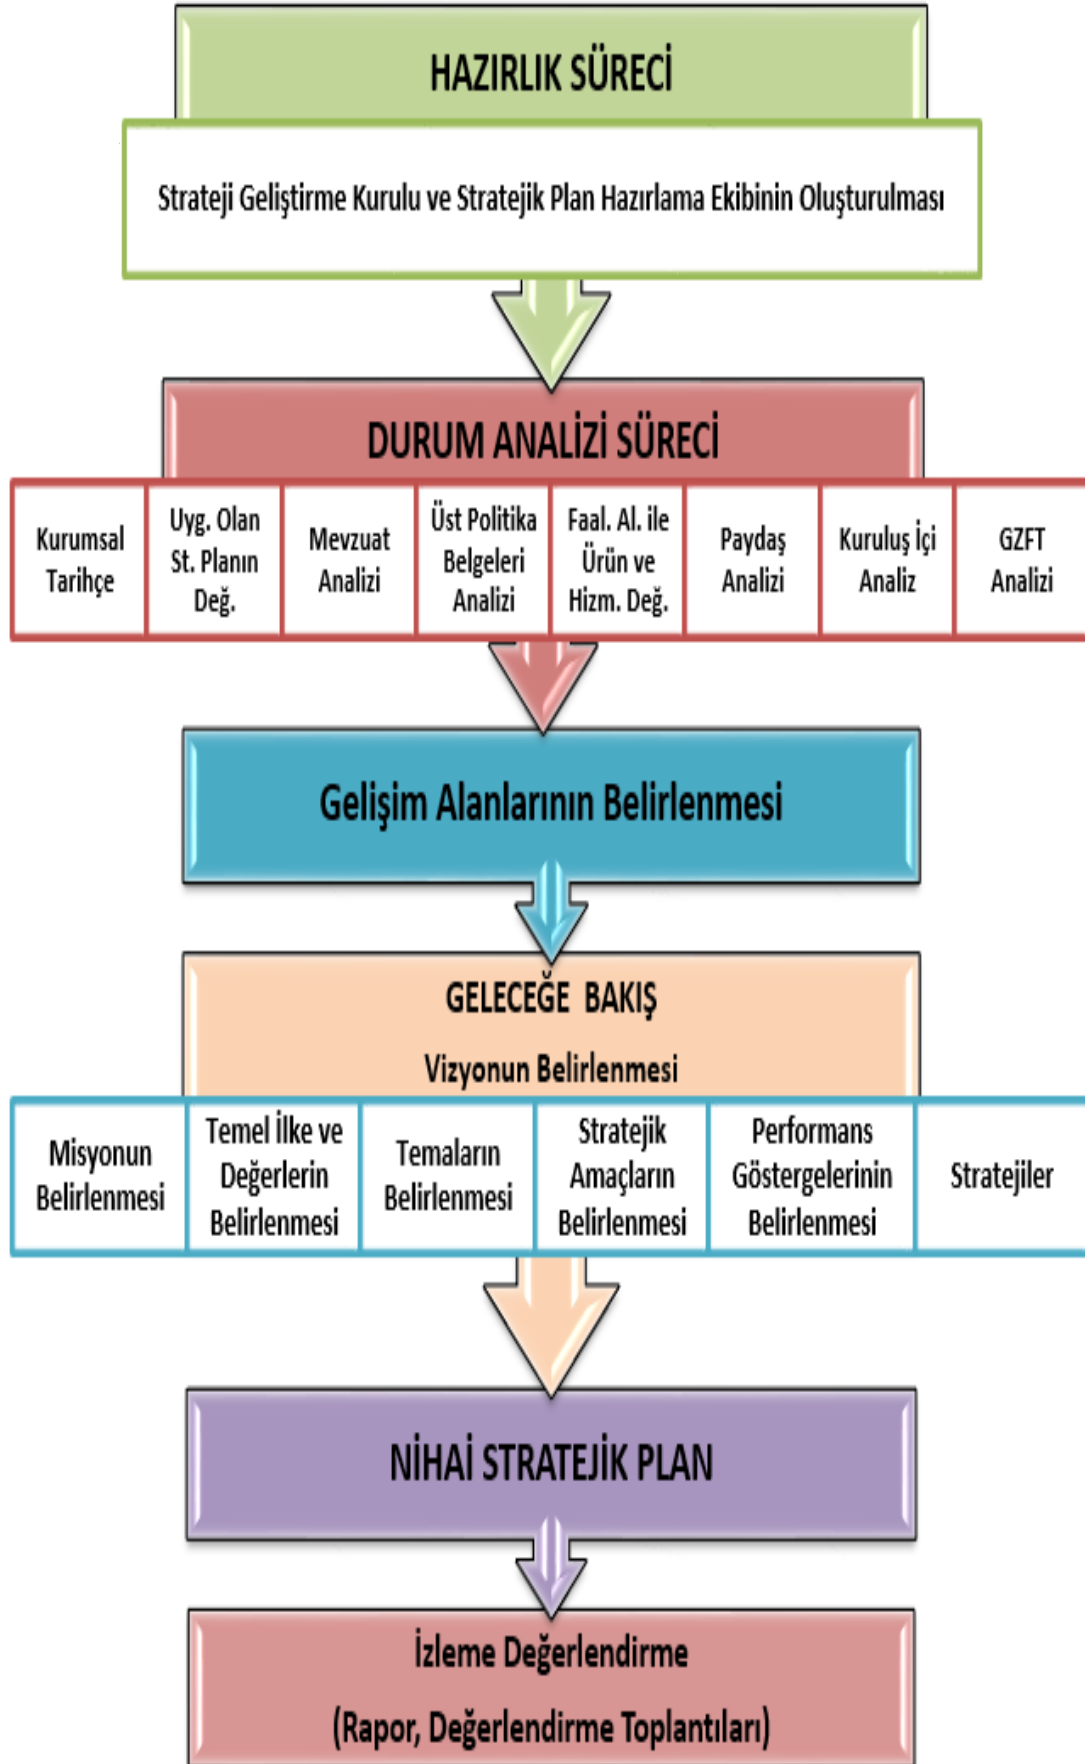 HAZIRLIK SÜRECİ
Strateji Geliştirme Kurulu ve Stratejik Plan Hazırlama Ekibinin Oluşturulması
DURUM ANALİZİ SÜRECİ
Kurumsal
Tarihçe
Uyg. Olan
St. Planın
Değ.
Mevzuat
Analizi
Üst Politika
Belgeleri
Analizi
Faal. Al. ile
Ürün ve
Hizm. Değ.
Paydaş
Analizi
Kuruluş İçi
Analiz
GZFT
Analizi
Gelişim Alanlarının Belirlenmesi
GELECEĞE BAKIŞ
Vizyonun Belirlenmesi
Misyonun
Belirlenmesi
Temel İlke ve
Değerlerin
Belirlenmesi
Temaların
Belirlenmesi
Stratejik
Amaçların
Belirlenmesi
Performans
Göstergelerinin
Belirlenmesi
Stratejiler
NİHAİ STRATEJİK PLAN
İzleme Değerlendirme
(Rapor, Değerlendirme Toplantıları)